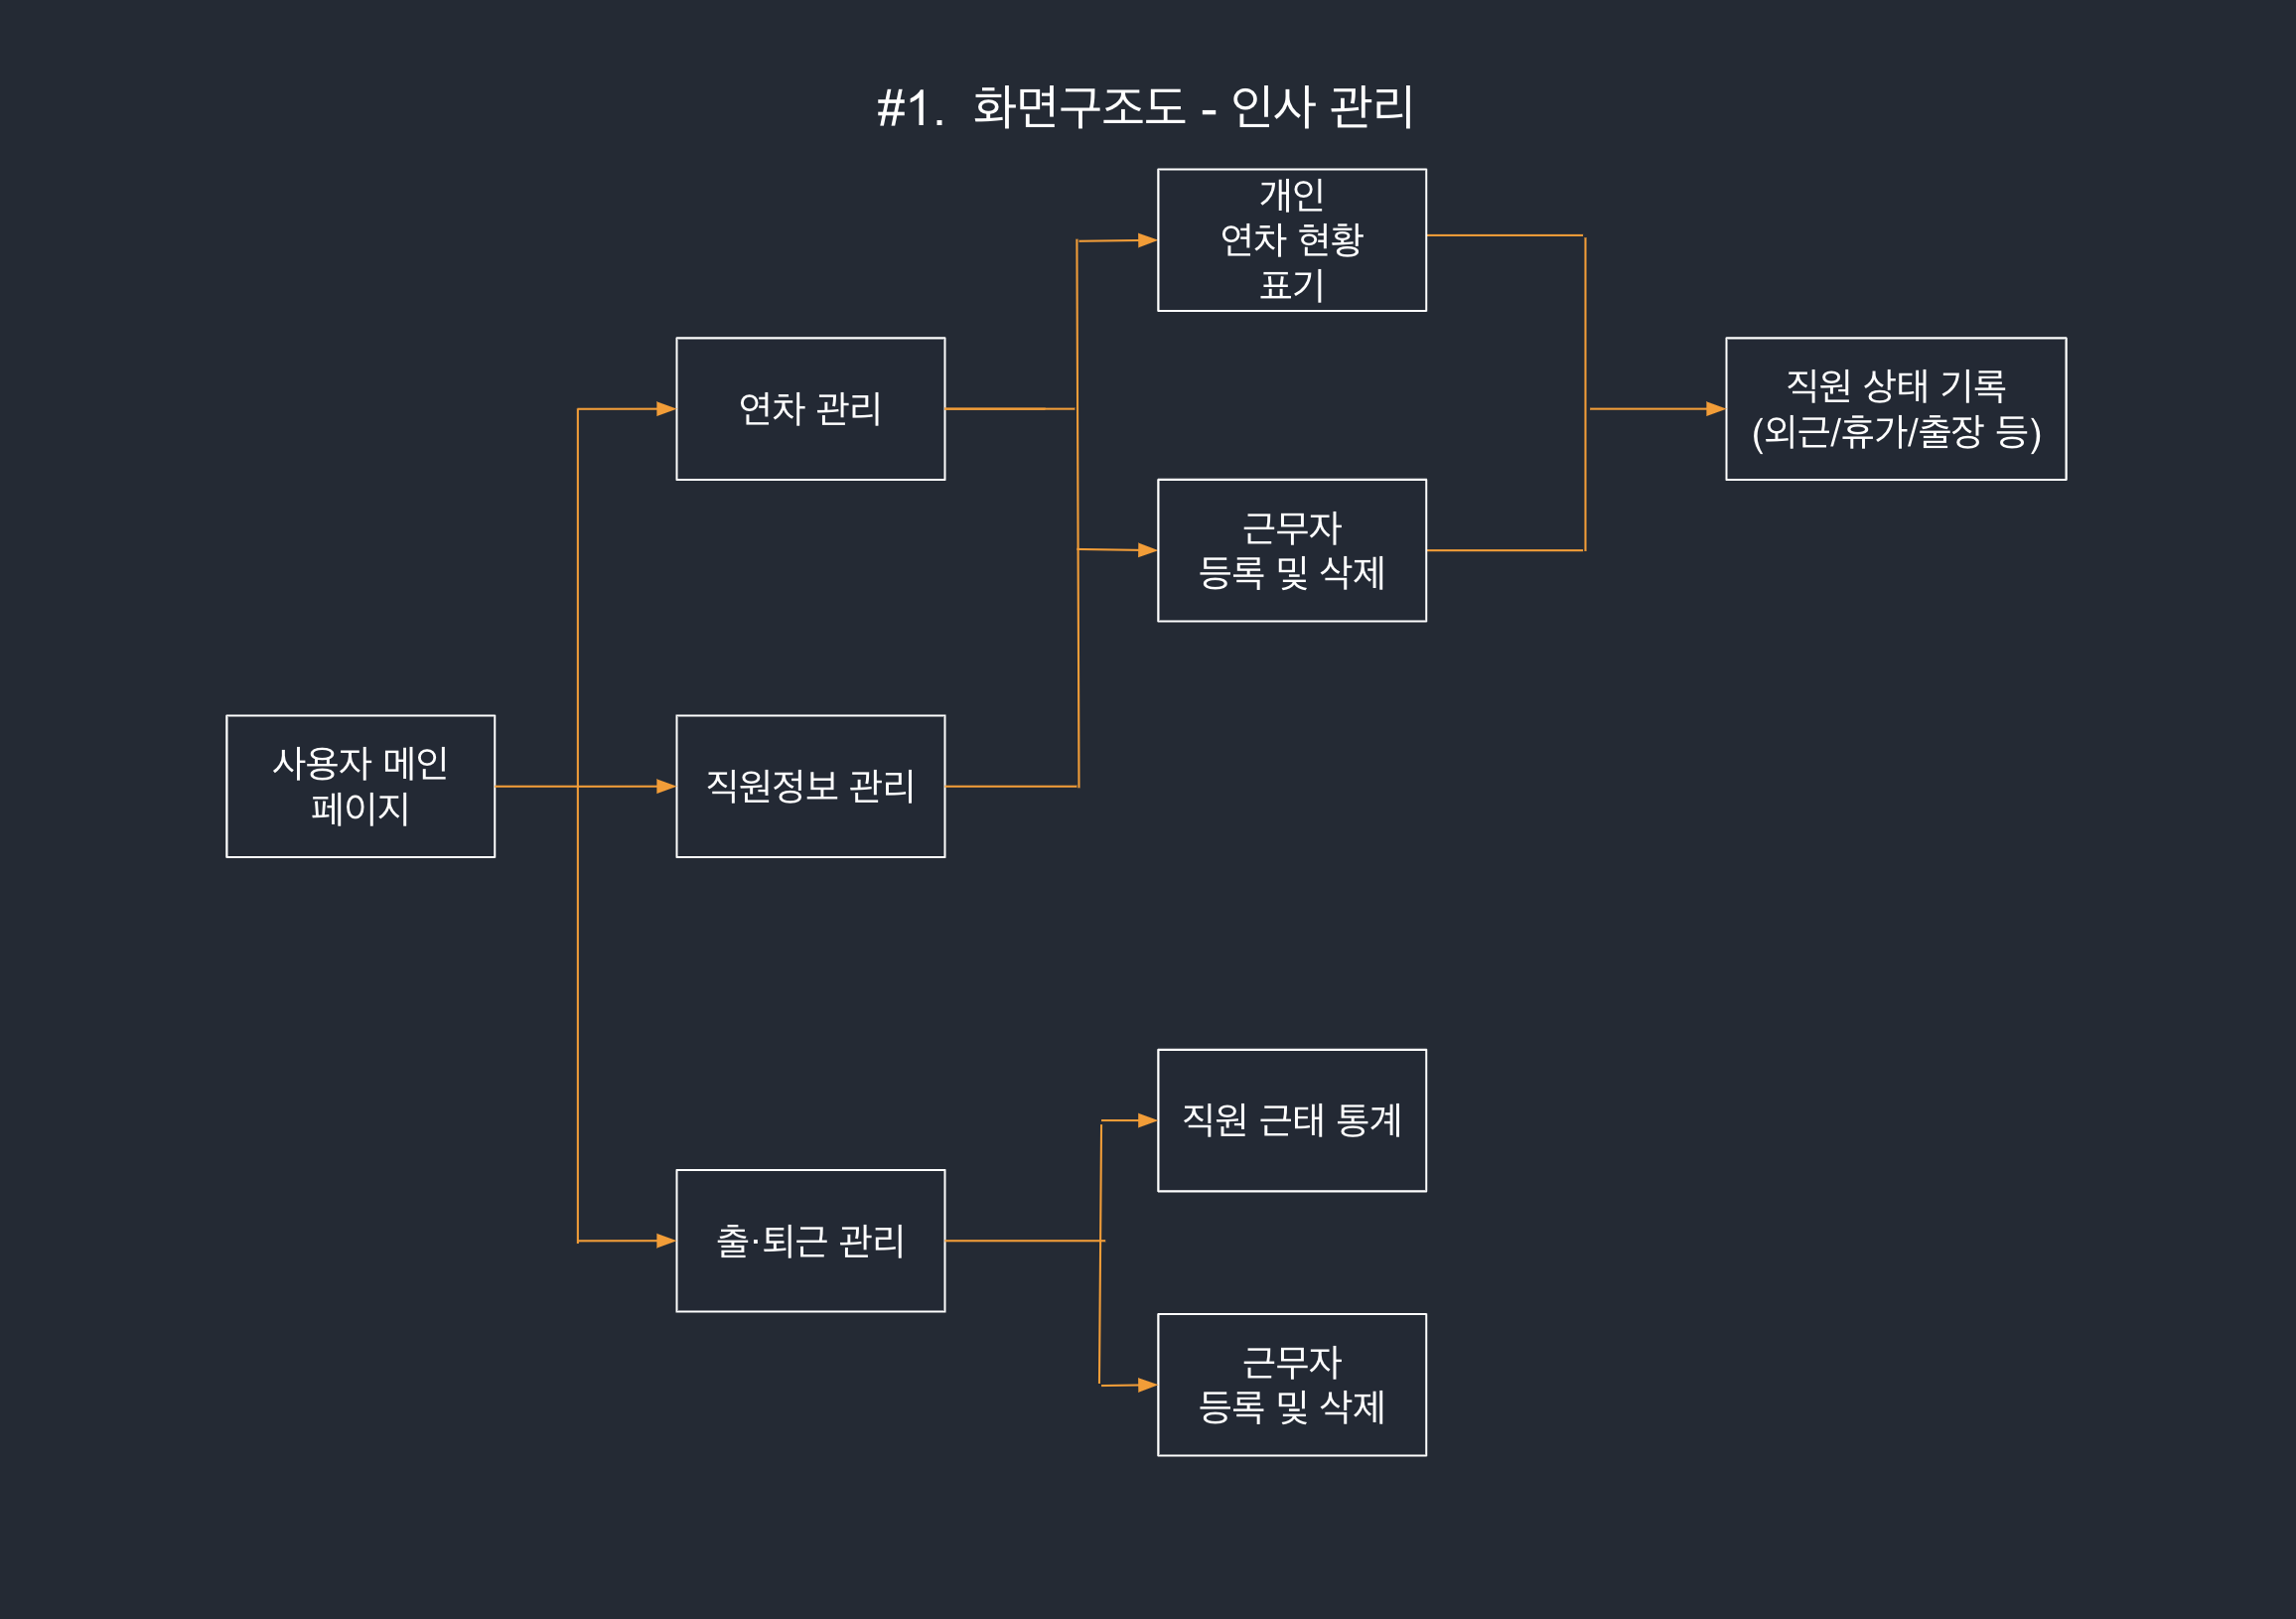 #1. 화면구조도 - 인사 관리
개인
연차 현황
표기
연차 관리
직원 상태 기록
(외근/휴가/출장 등)
근무자
등록 및 삭제
사용자 메인
페이지
직원정보 관리
직원 근태 통계
출·퇴근 관리
근무자
등록 및 삭제